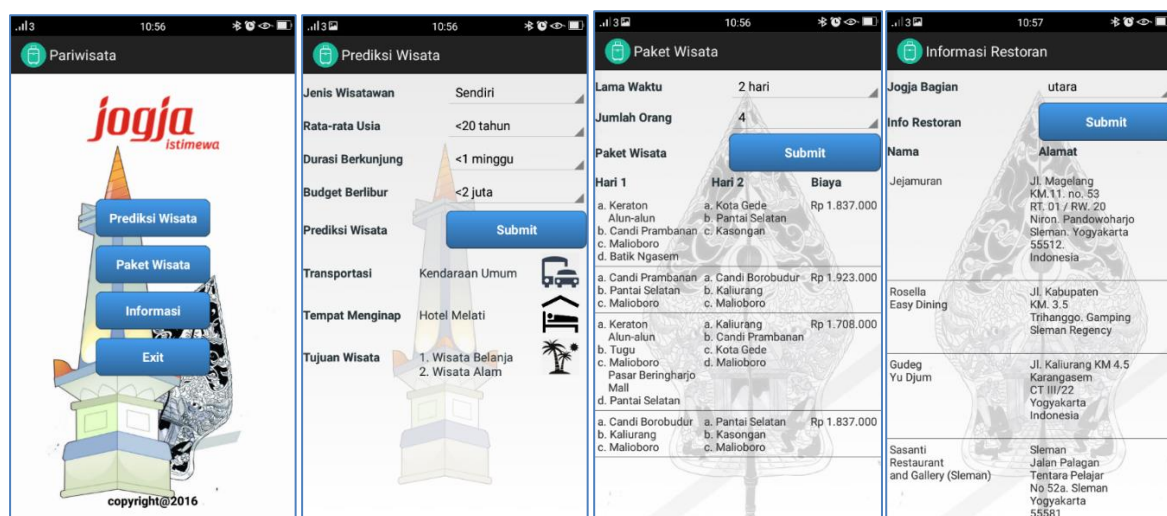 3 10:56
Pariwisata
jogja
istimewa
Prediksi Wisata
Paket Wisata
Informasi
Exit
copyright@2016
3 10:56
Prediksi Wisata
Jenis Wisatawan Sendiri
Rata-rata Usia <20 tahun
Durasi Berkunjung <1 minggu
Budget Berlibur <2 juta
Prediksi Wisata Submit
Transportasi Kendaraan Umum
Tempat Menginap Hotel Melati
Tujuan Wisata 1. Wisata Belanja
2. Wisata Alam
3 10:56
Paket Wisata
Lama Waktu 2 hari
Jumlah Orang 4
Paket Wisata Submit
Hari 1 Hari 2 Biaya
a. Keraton a. Kota Gede Rp 1.837.000
Alun-alun b. Pantai Selatan
b. Candi Prambanan c. Kasongan
c. Malioboro
d. Batik Ngasem
a. Candi Prambanan a. Candi Borobudur Rp 1.923.000
b. Pantai Selatan b. Kaliurang
c. Malioboro c. Malioboro
a. Keraton a. Kaliurang Rp 1.708.000
Alun-alun b. Candi Prambanan
b. Tugu c. Kota Gede
c. Malioboro d. Malioboro
Pasar Beringharjo
Mall
d. Pantai Selatan
a. Candi Borobudur a. Pantai Selatan Rp 1.837.000
b. Kaliurang b. Kasongan
c. Malioboro c. Malioboro
3 10:57
Informasi Restoran
Jogja Bagian utara
Info Restoran Submit
Nama Alamat
Jejamuran Jl. Magelang
KM.11. no. 53
RT. 01 / RW. 20
Niron. Pandowoharjo
Sleman. Yogyakarta
55512.
Indonesia
Rosella Jl. Kabupaten
Easy Dining KM. 3.5
Trihanggo. Gamping
Sleman Regency
Gudeg Jl. Kaliurang KM 4.5
Yu Djum Karangasem
CT III/22
Yogyakarta
Indonesia
Sasanti Sleman
Restaurant Jalan Palagan
and Gallery (Sleman) Tentara Pelajar
No 52a. Sleman
Yogyakarta
55581